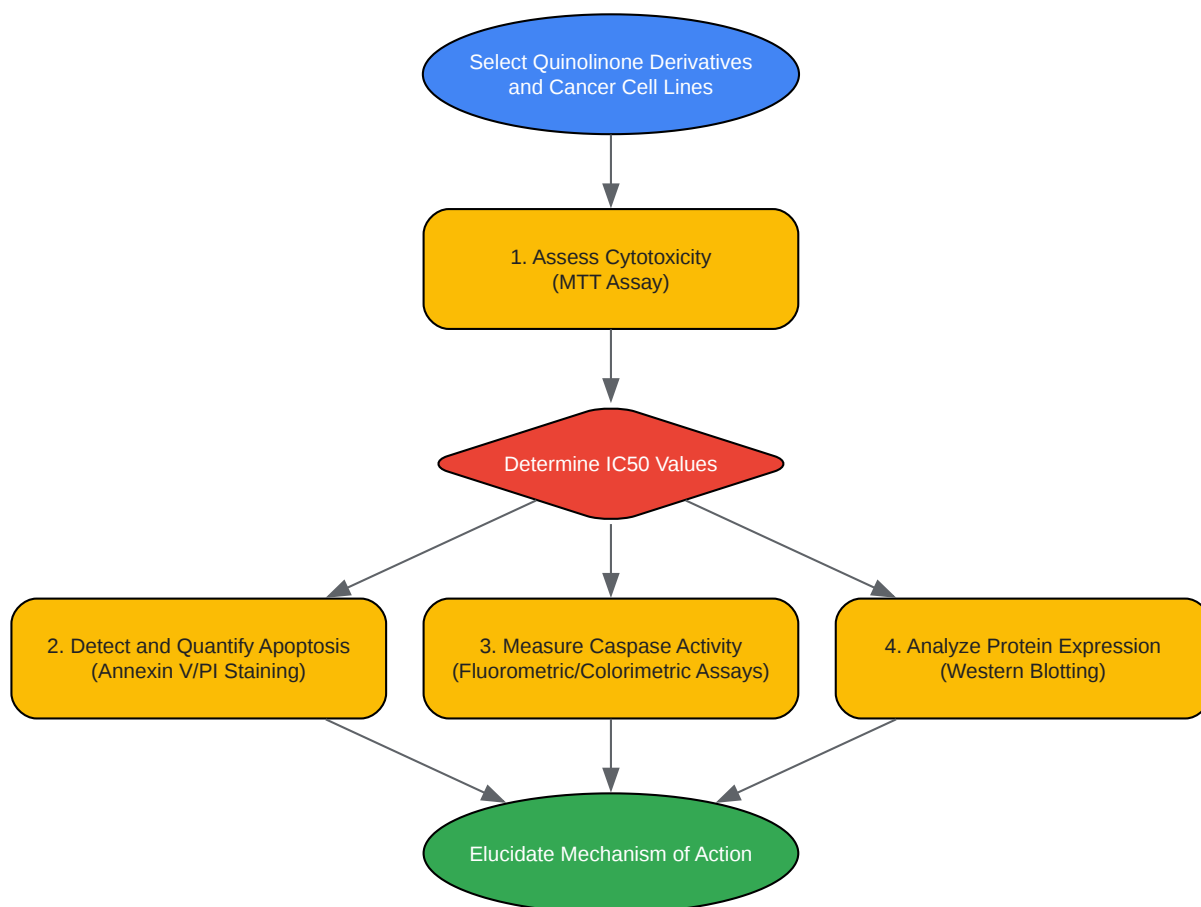 Select Quinolinone Derivatives
and Cancer Cell Lines
1. Assess Cytotoxicity
(MTT Assay)
Determine IC50 Values
2. Detect and Quantify Apoptosis
(Annexin V/PI Staining)
3. Measure Caspase Activity
(Fluorometric/Colorimetric Assays)
4. Analyze Protein Expression
(Western Blotting)
Elucidate Mechanism of Action